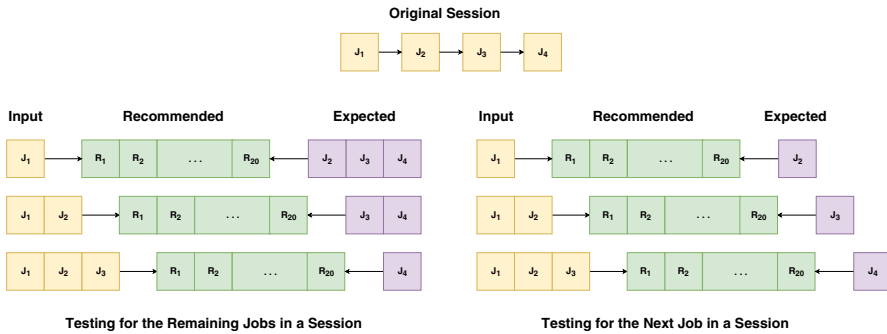 Original Session
J1 J2 J3 J4
Input Recommended Expected Input Recommended Expected
J1 R1 R2 ... R20 J2 J3 J4 J1 R1 R2 ... R20 J2
J1 J2 R1 R2 ... R20 J3 J4 J1 J2 R1 R2 ... R20 J3
J1 J2 J3 R1 R2 ... R20 J4 J1 J2 J3 R1 R2 ... R20 J4
Testing for the Remaining Jobs in a Session Testing for the Next Job in a Session